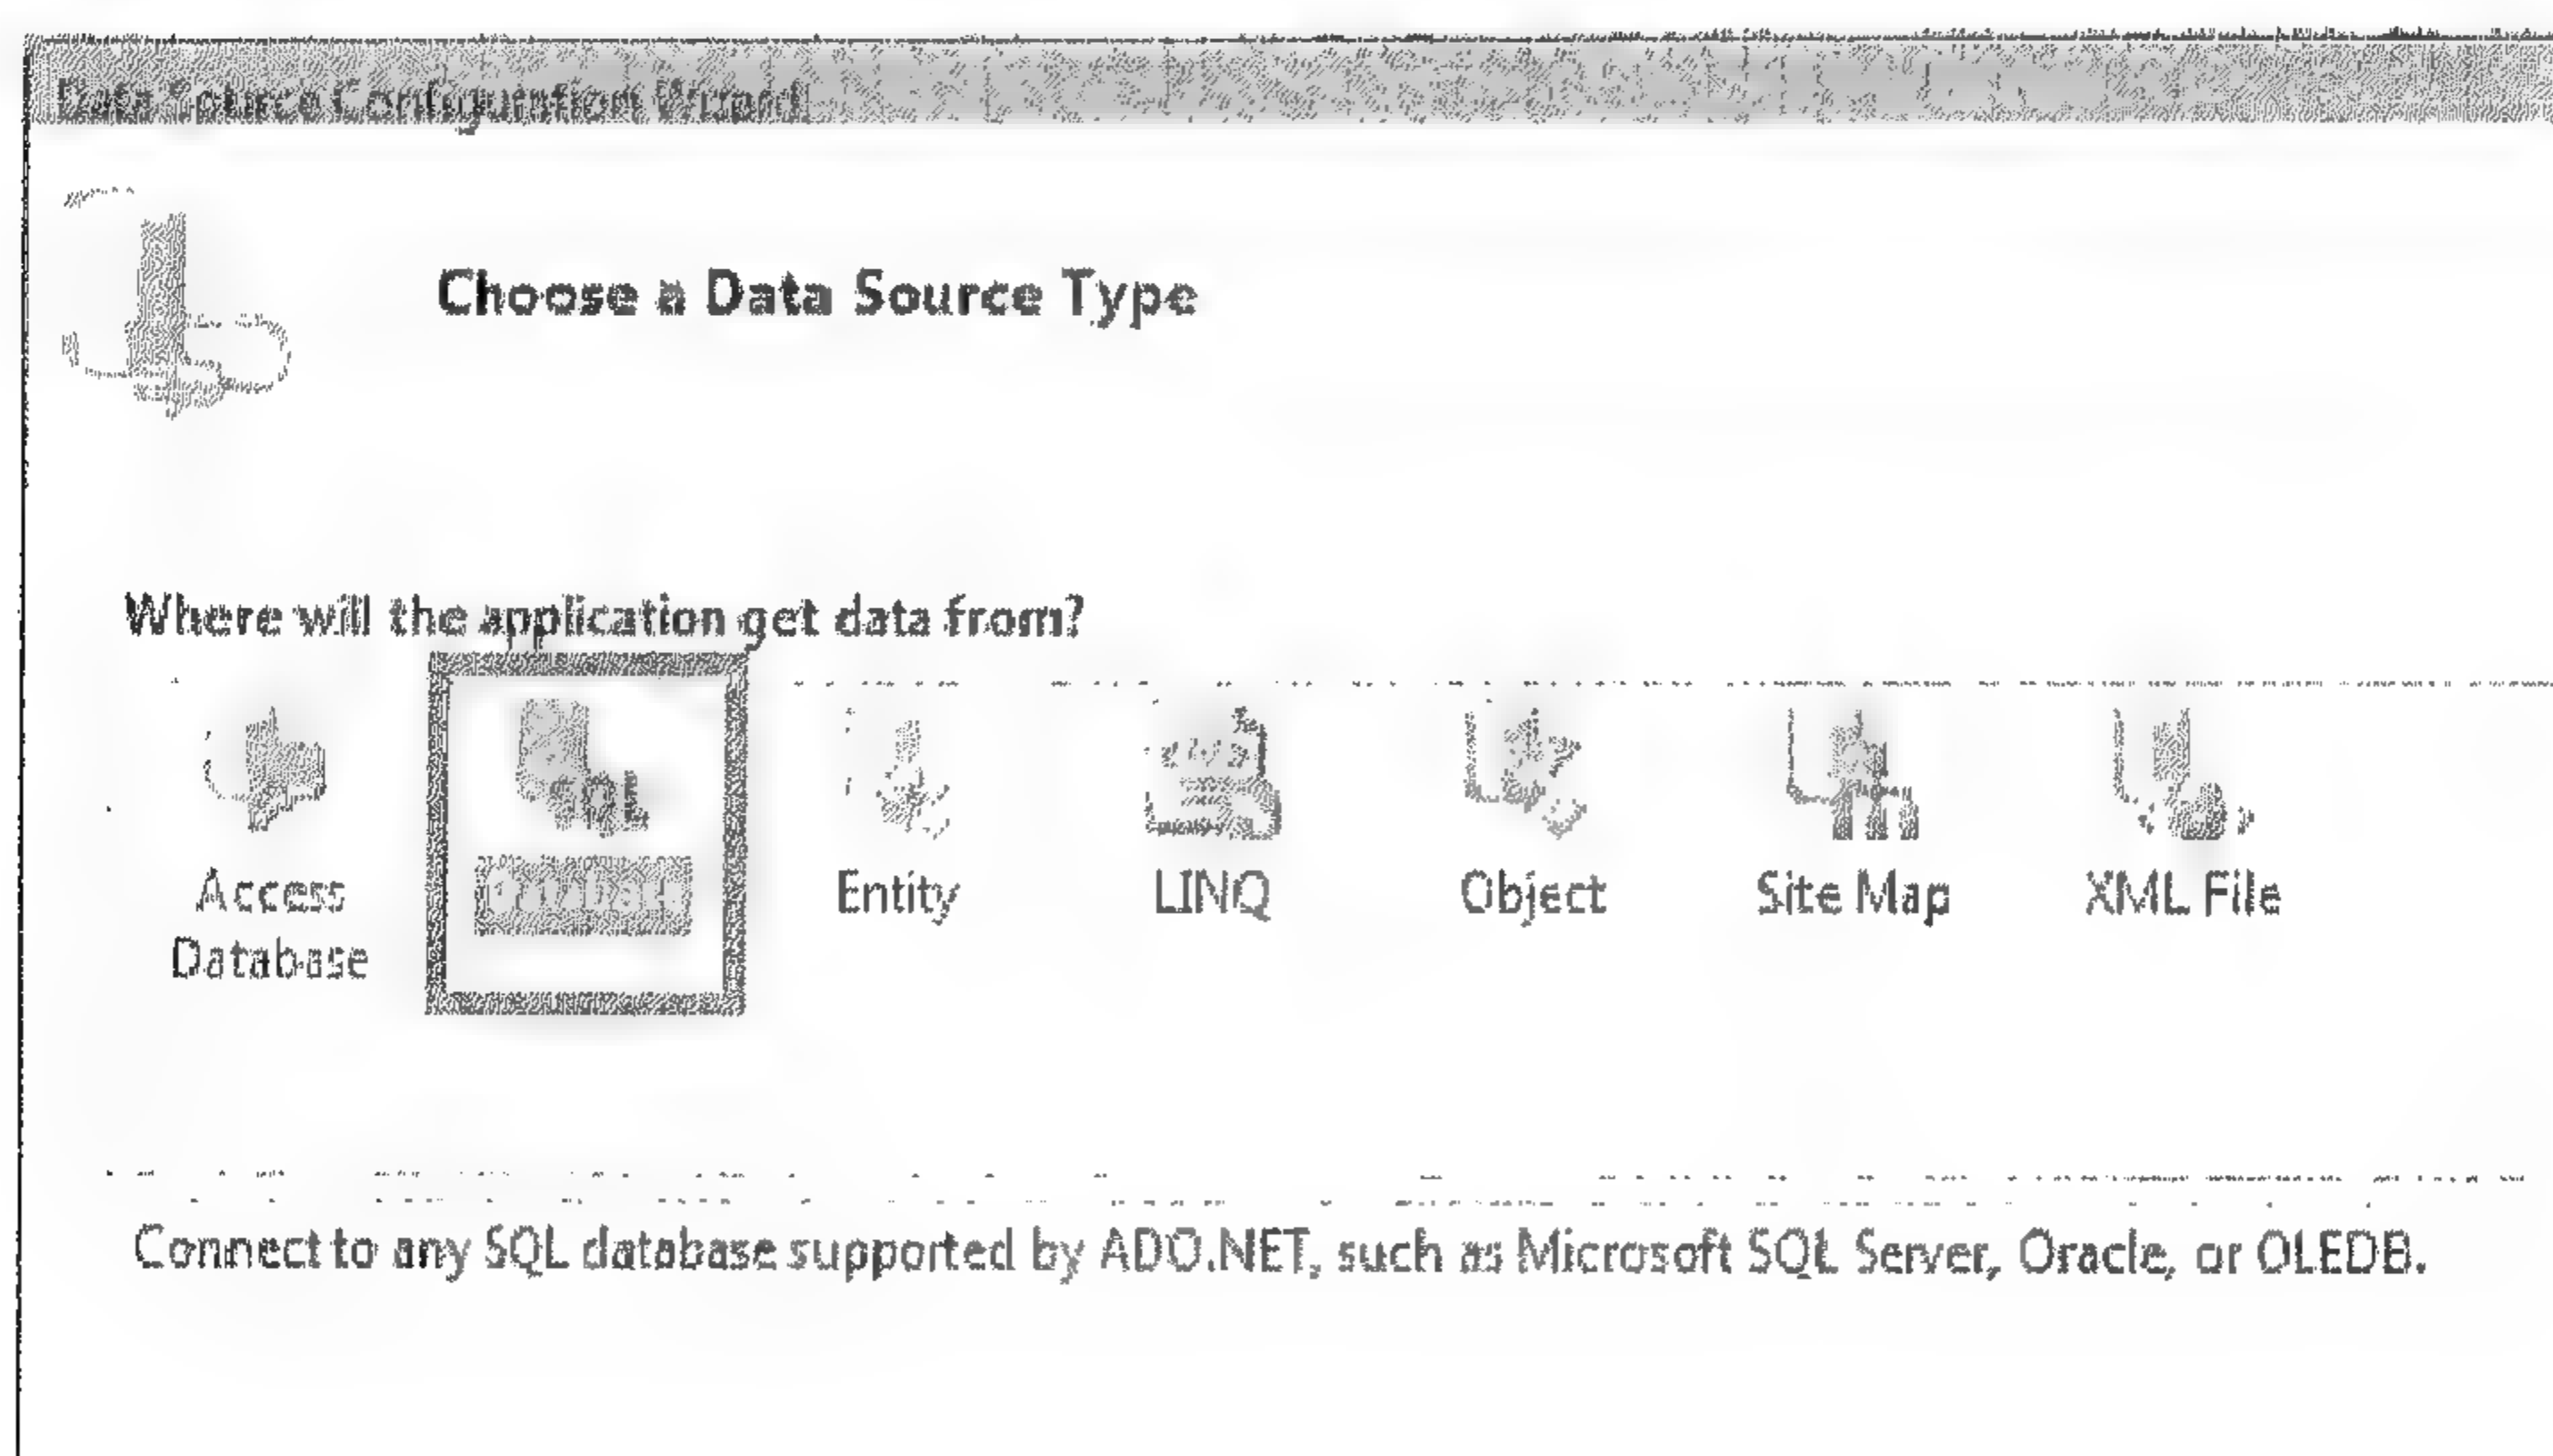 Data Source Configuration Wizard
Choose a Data Source Type
Where will the application get data from?
SQL
Access Database
Database
Entity
LINQ
Object
Site Map
XML File
Connect to any SQL database supported by ADO.NET, such as Microsoft SQL Server, Oracle, or OLEDB.